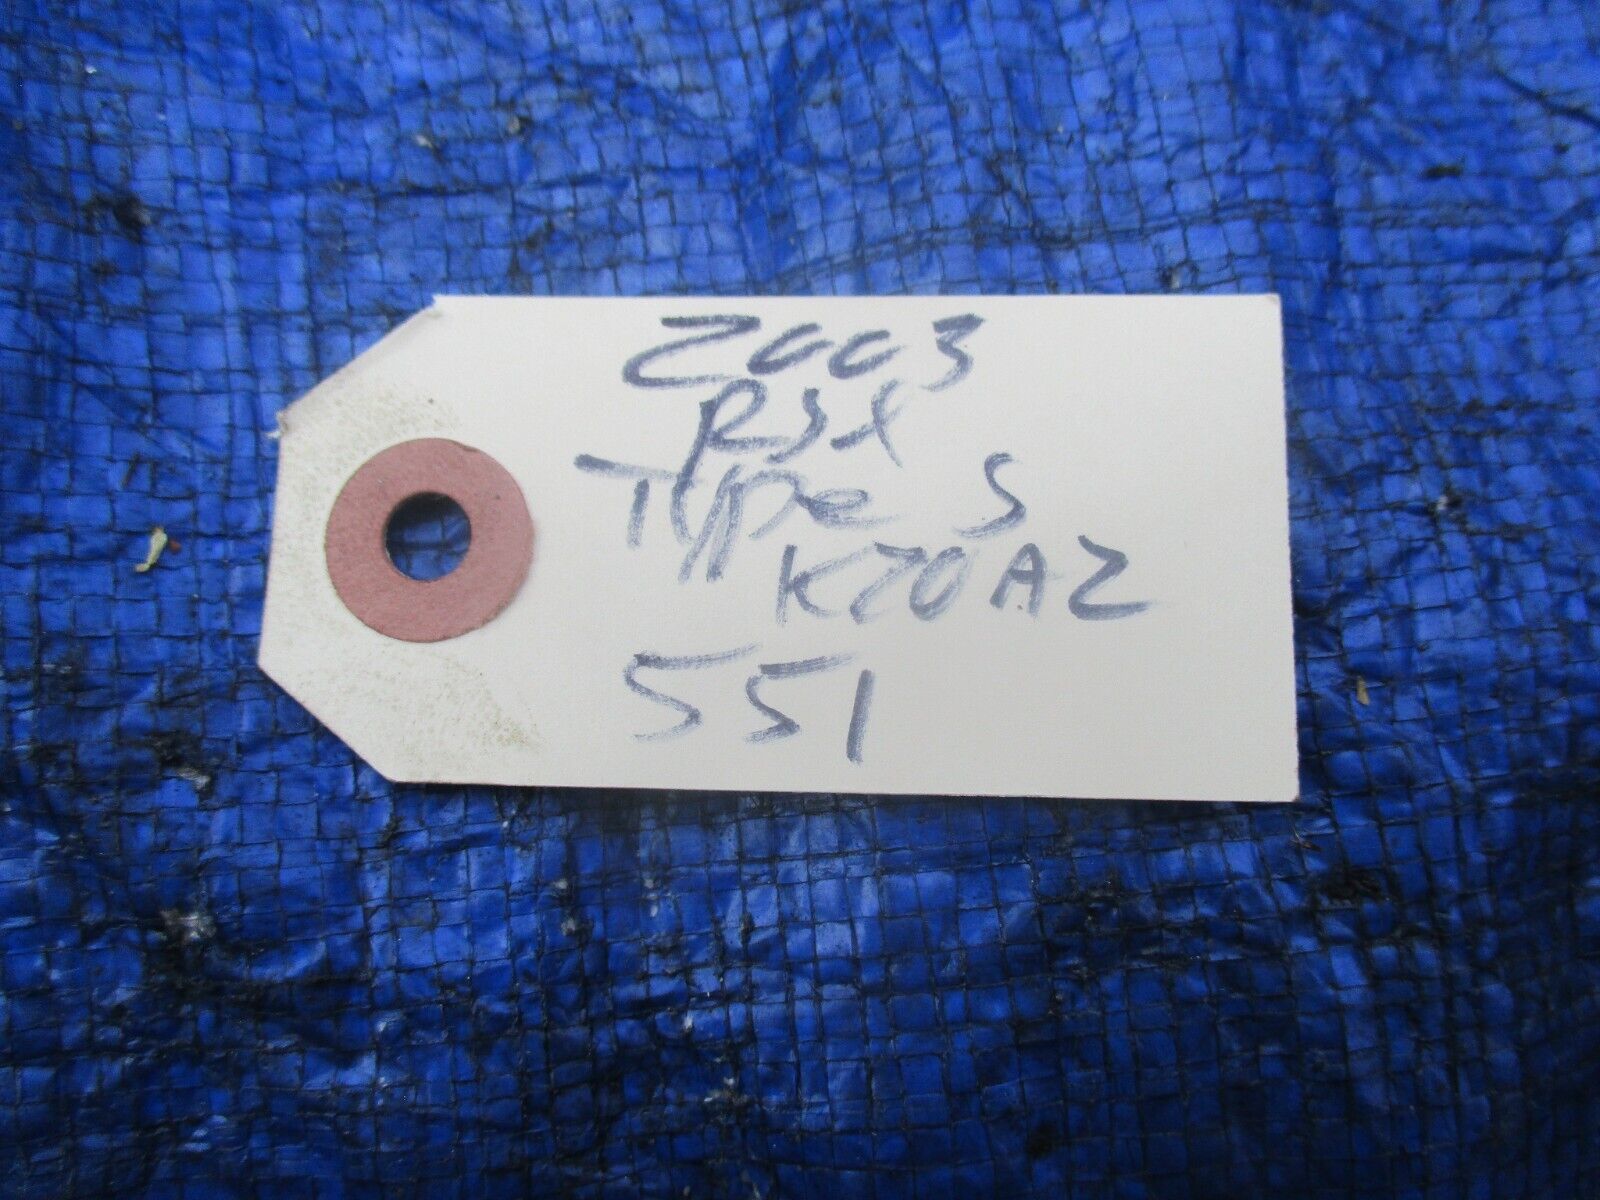 2003
RSX
Type S
K20A2
551